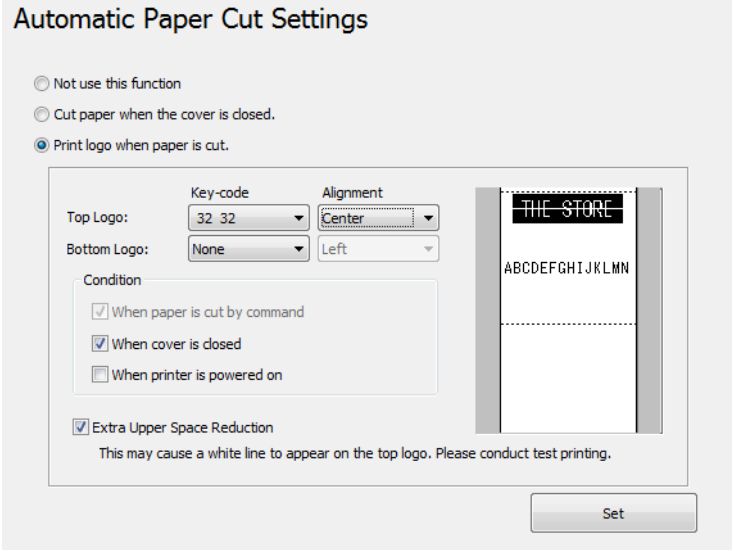 Automatic Paper Cut Settings
Not use this function
Cut paper when the cover is closed.
Print logo when paper is cut.
Key-code Alignment
Top Logo: 32 32 Center
Bottom Logo: None Left
Condition
When paper is cut by command
When cover is closed
When printer is powered on
THE STORE
ABCDEFGHIJKLMN
Extra Upper Space Reduction
This may cause a white line to appear on the top logo. Please conduct test printing.
Set